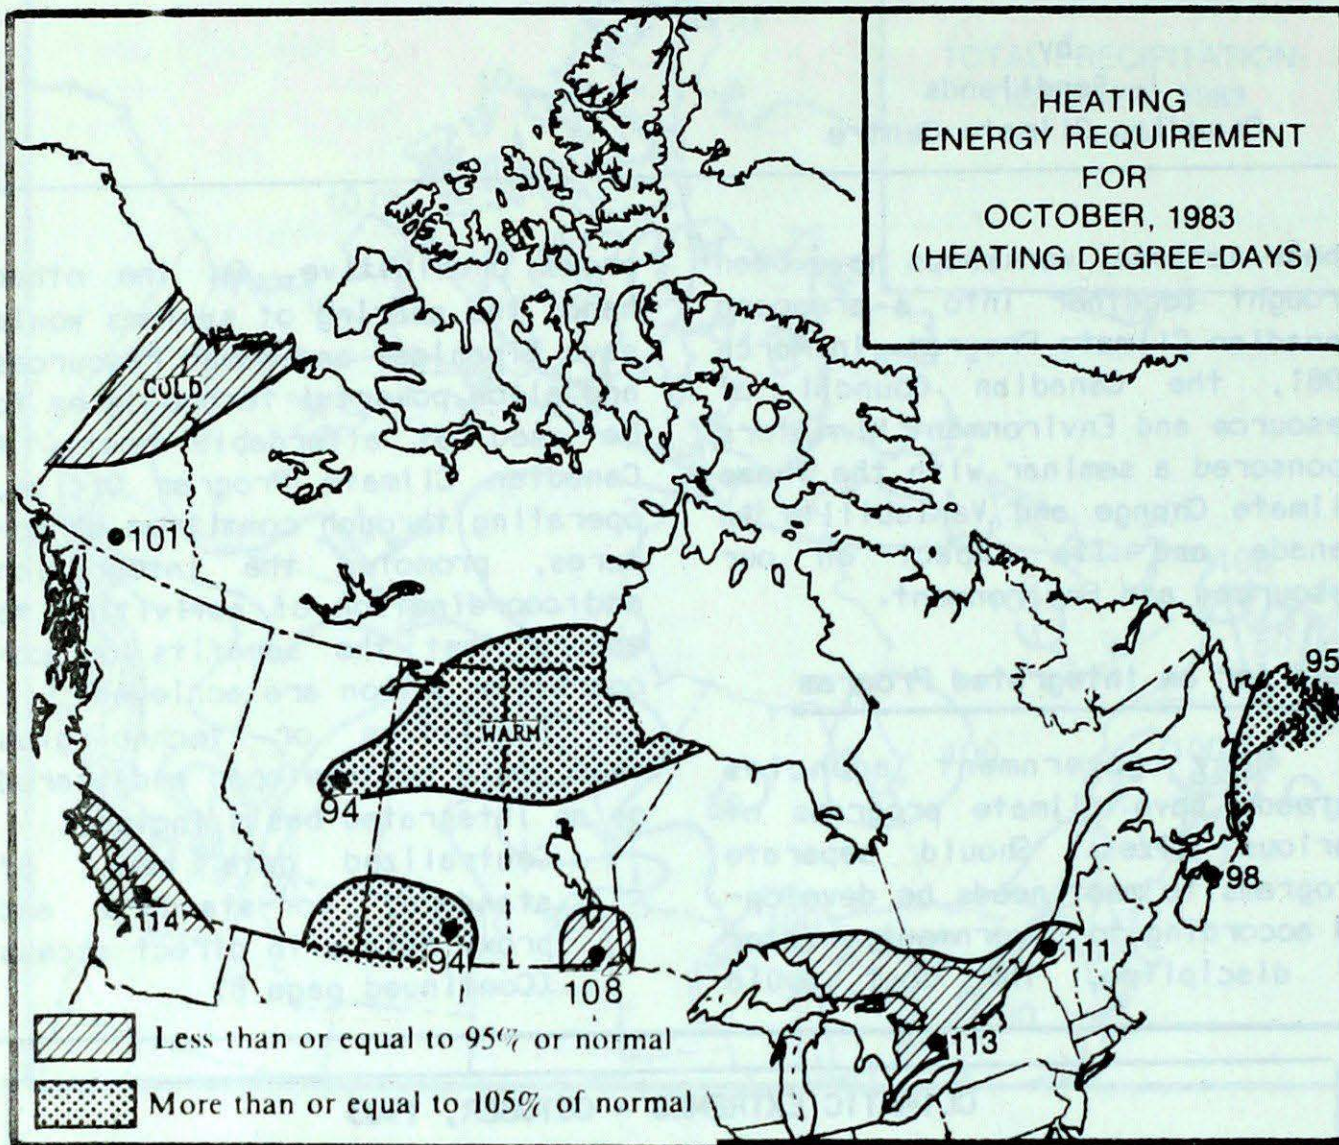 HEATING
ENERGY REQUIREMENT
FOR
OCTOBER, 1983
(HEATING DEGREE-DAYS)
COLD
101
95
WARM
94
98
114
94
108
111
113
Less than or equal to 95% or normal
More than or equal to 105% of normal